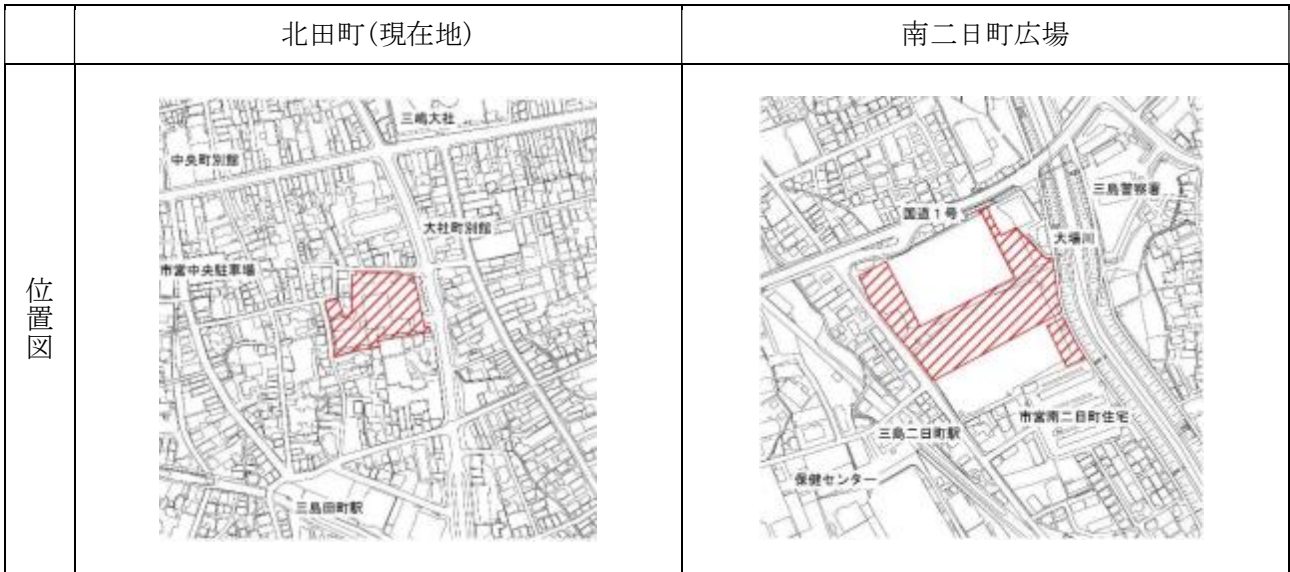 北田町(現在地)
南二日町広場
位置図
三嶋大社
中央町別館
大社町別館
市営中央駐車場
三島田町駅
三島警察署
国道1号
大場川
市営南二日町住宅
三島二日町駅
保健センター